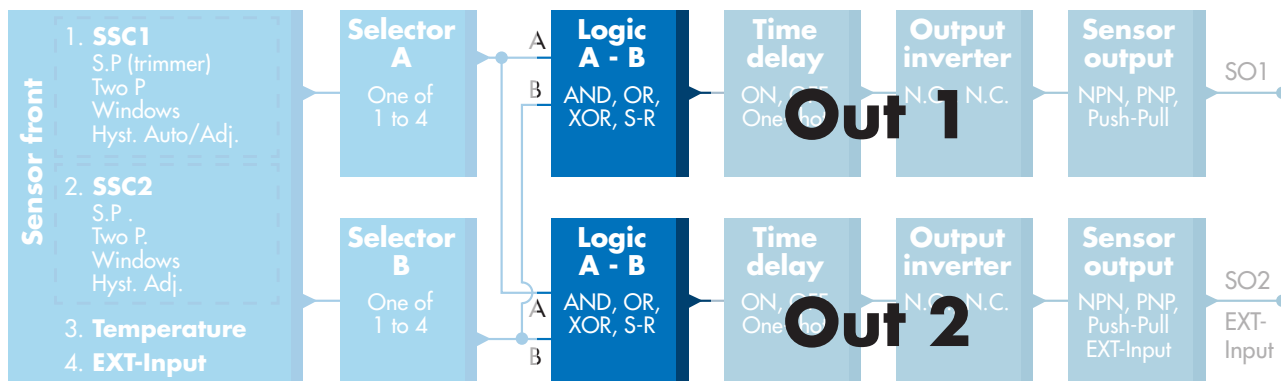 Sensor front
1. SSC1
S.P (trimmer)
Two P
Windows
Hyst. Auto/Adj.
2. SSC2
S.P .
Two P.
Windows
Hyst. Adj.
3. Temperature
4. EXT-Input
Selector
A
One of
1 to 4
A
B
Logic
A - B
AND, OR,
XOR, S-R
Time
delay
ON,
Output
inverter
N.C.
Out 1
Sensor
output
NPN, PNP,
Push-Pull
SO1
Selector
B
One of
1 to 4
A
B
Logic
A - B
AND, OR,
XOR, S-R
Time
delay
ON,
Output
inverter
N.C.
Out 2
Sensor
output
NPN, PNP,
Push-Pull
EXT-Input
SO2
EXT-
Input